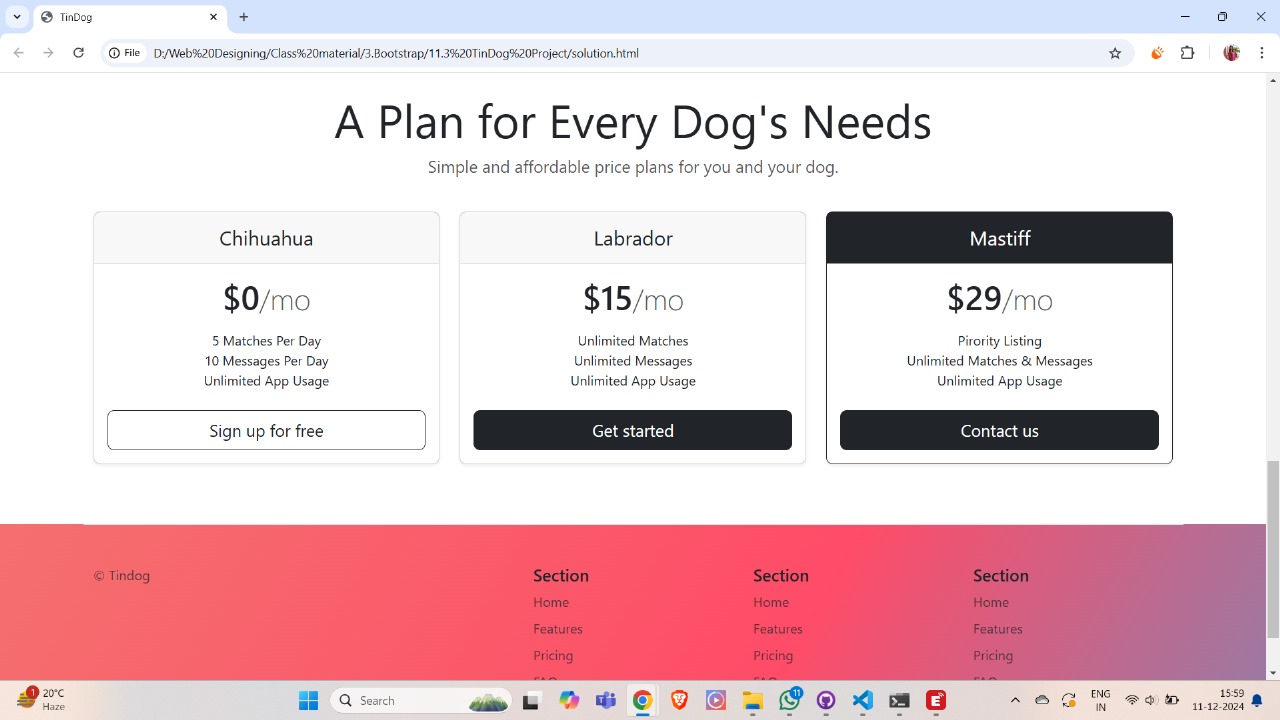 TinDog
File
D:/Web%20Designing/Class%20material/3.Bootstrap/11.3%20TinDog%20Project/solution.html
A Plan for Every Dog's Needs
Simple and affordable price plans for you and your dog.
Chihuahua
$0/mo
5 Matches Per Day
10 Messages Per Day
Unlimited App Usage
Sign up for free
Labrador
$15/mo
Unlimited Matches
Unlimited Messages
Unlimited App Usage
Get started
Mastiff
$29/mo
Pirority Listing
Unlimited Matches & Messages
Unlimited App Usage
Contact us
© Tindog
Section
Home
Features
Pricing
FAQ
Section
Home
Features
Pricing
FAQ
Section
Home
Features
Pricing
FAQ
1
20°C
Haze
Search
11
ENG
IN
15:59
11-12-2024